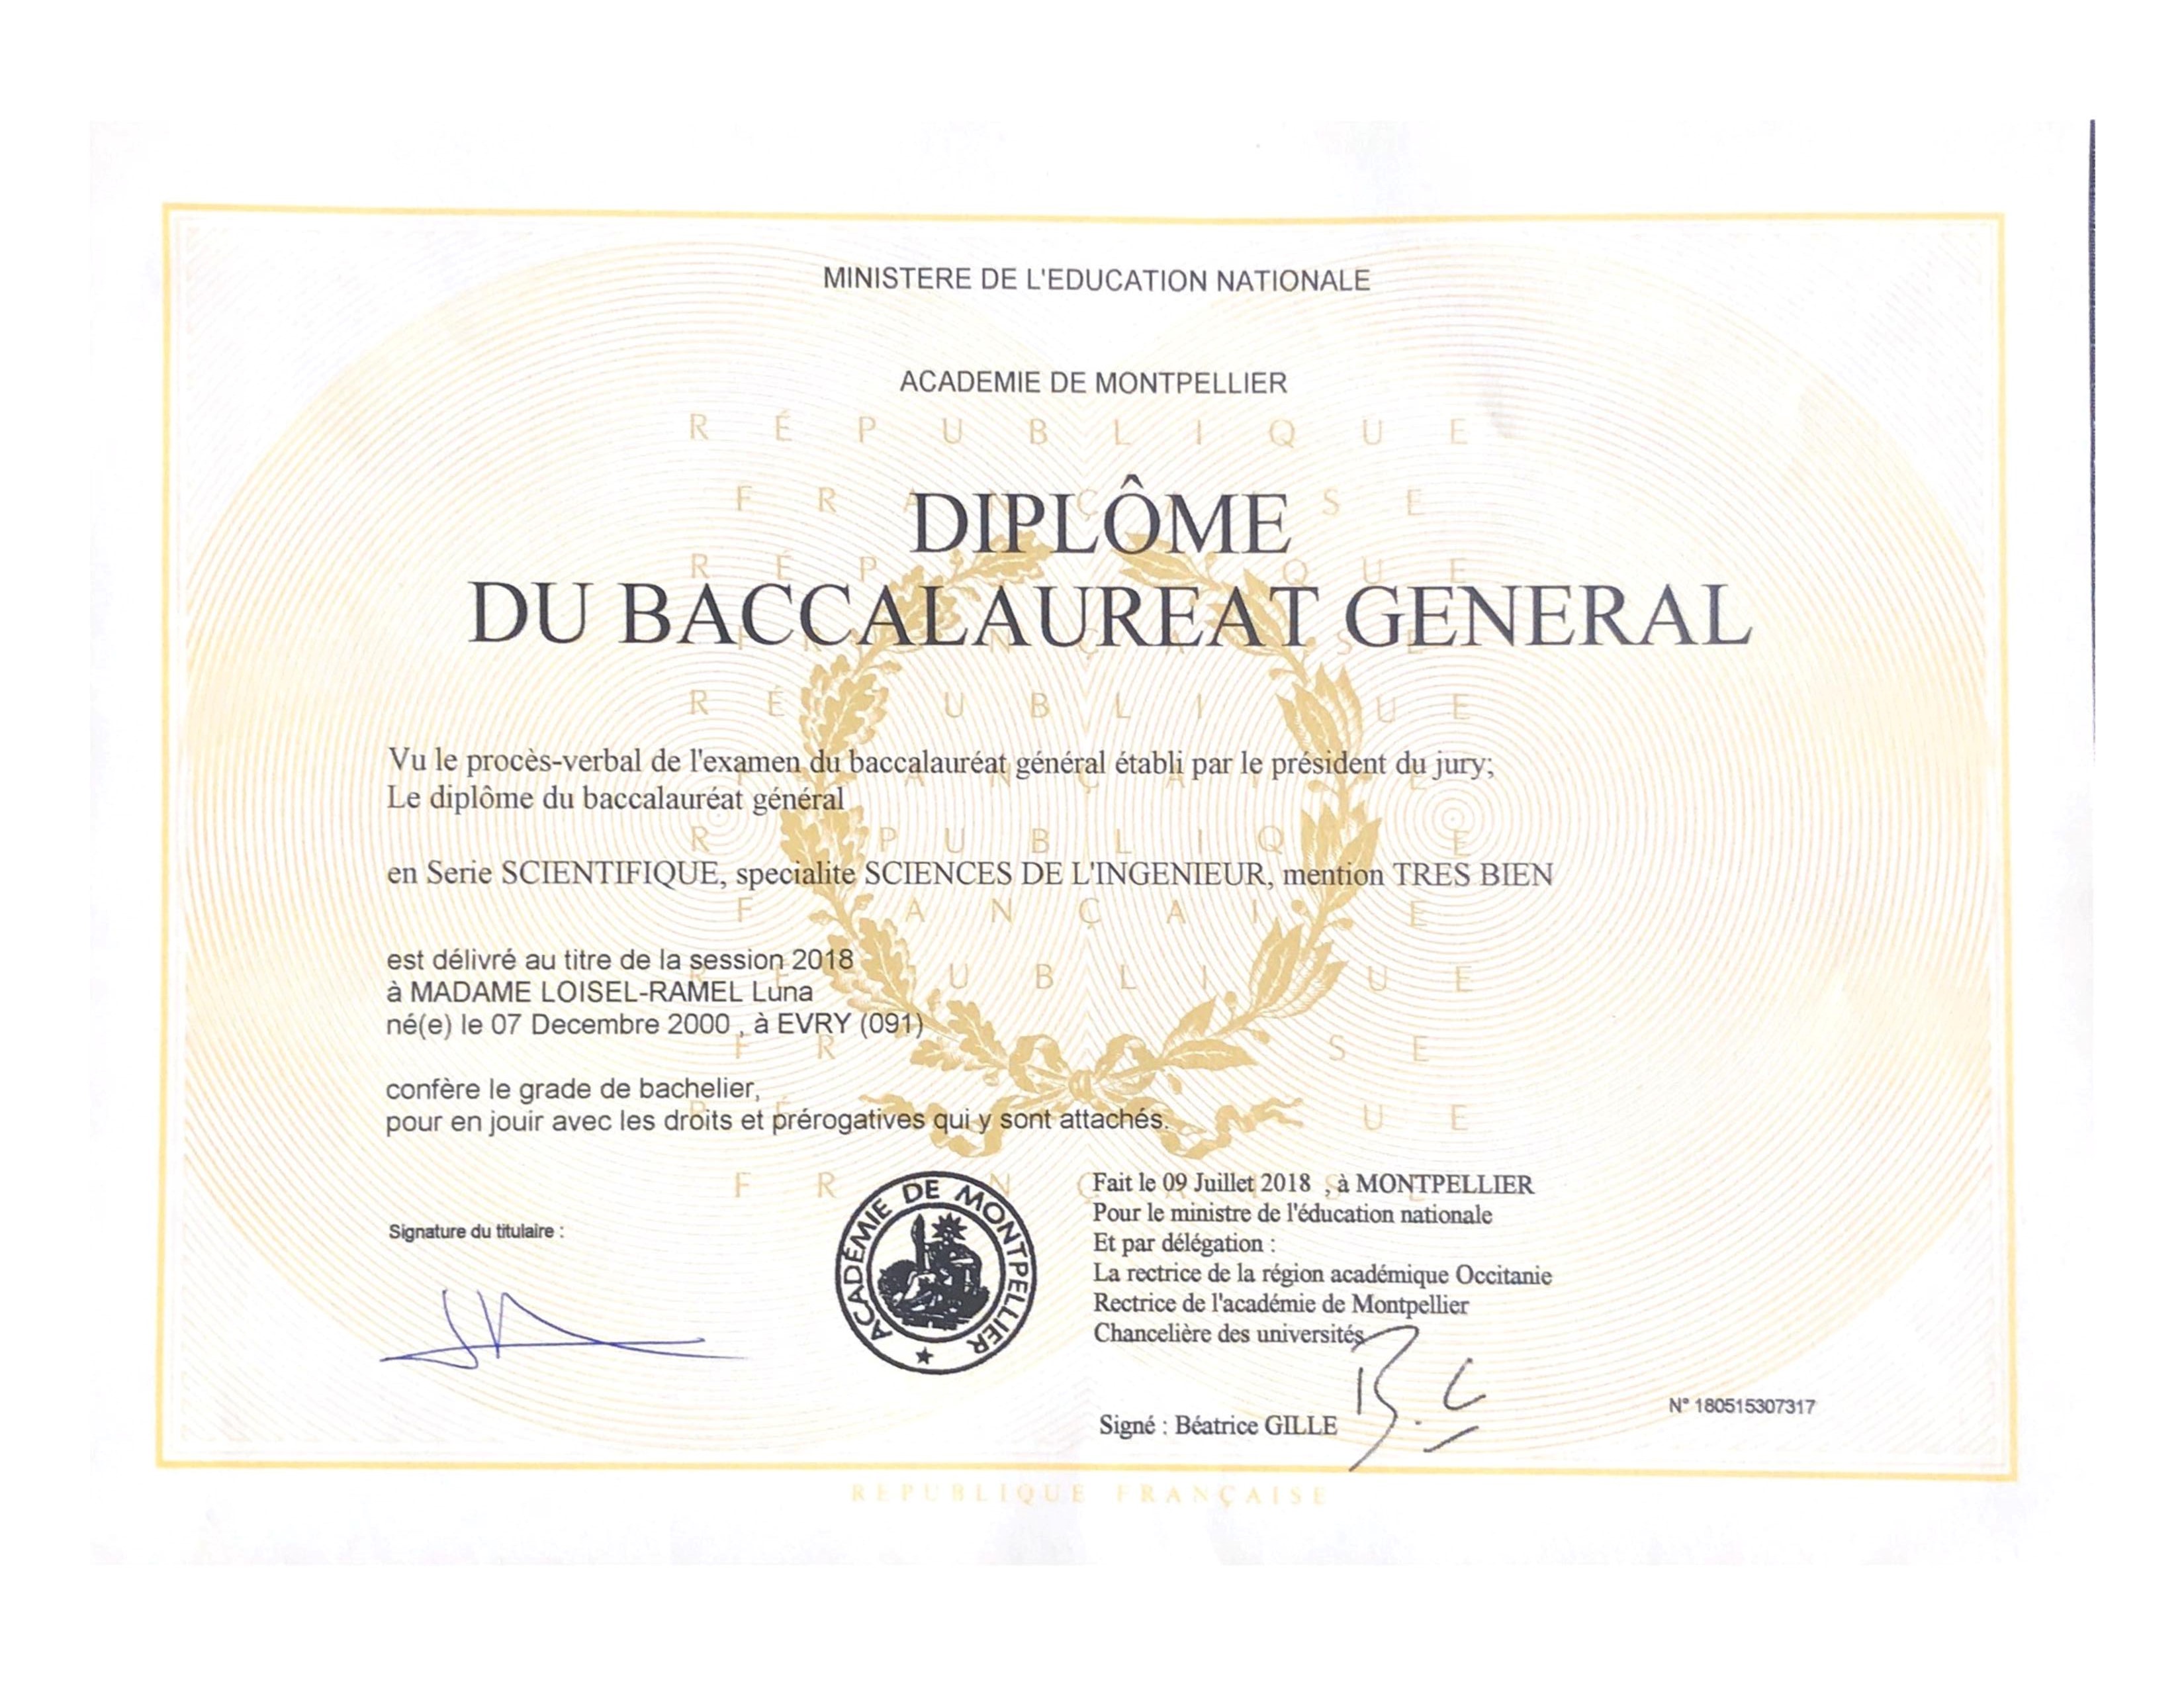 MINISTERE DE L'EDUCATION NATIONALE
ACADEMIE DE MONTPELLIER
RÉPUBLIQUE
FRANÇAISE
DIPLÔME
DU BACCALAUREAT GENERAL
Vu le procès-verbal de l'examen du baccalauréat général établi par le président du jury;
Le diplôme du baccalauréat général
en Serie SCIENTIFIQUE, specialite SCIENCES DE L'INGENIEUR, mention TRES BIEN
est délivré au titre de la session 2018
à MADAME LOISEL-RAMEL Luna
né(e) le 07 Decembre 2000 , à EVRY (091)
confère le grade de bachelier,
pour en jouir avec les droits et prérogatives qui y sont attachés.
Signature du titulaire :
ACADÉMIE DE MONTPELLIER
Fait le 09 Juillet 2018 , à MONTPELLIER
Pour le ministre de l'éducation nationale
Et par délégation :
La rectrice de la région académique Occitanie
Rectrice de l'académie de Montpellier
Chancelière des universités
Signé : Béatrice GILLE
B.G
N° 180515307317
REPUBLIQUE FRANÇAISE